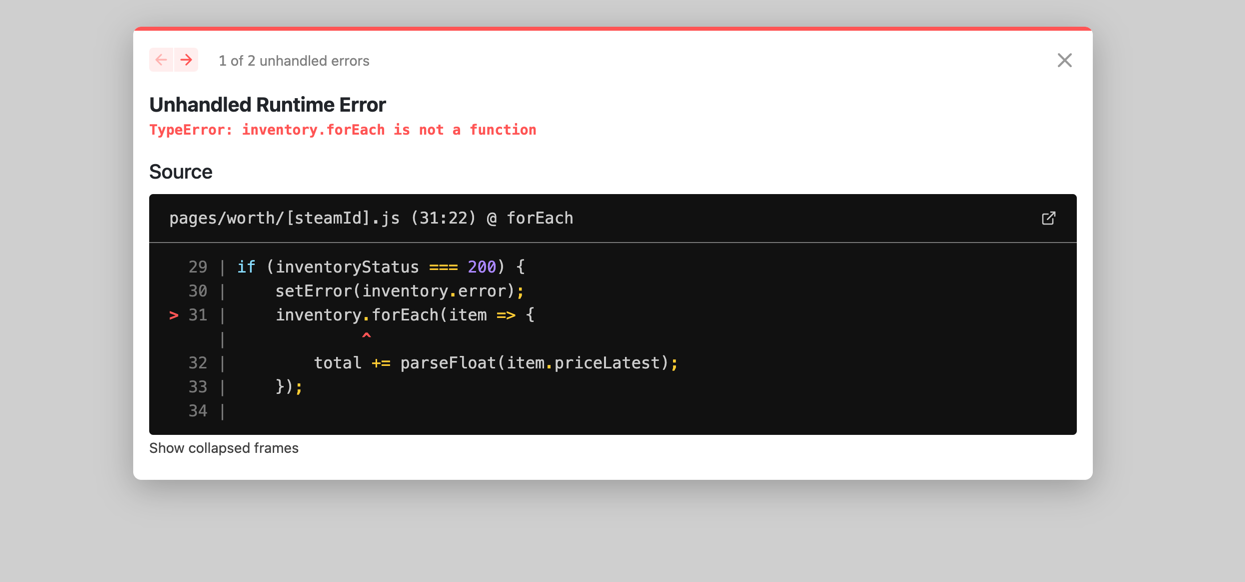 1 of 2 unhandled errors
Unhandled Runtime Error
TypeError: inventory.forEach is not a function
Source
pages/worth/[steamId].js (31:22) @ forEach
29 | if (inventoryStatus === 200) {
30 |     setError(inventory.error);
> 31 |     inventory.forEach(item => {
|              ^
32 |         total += parseFloat(item.priceLatest);
33 |     });
34 |
Show collapsed frames